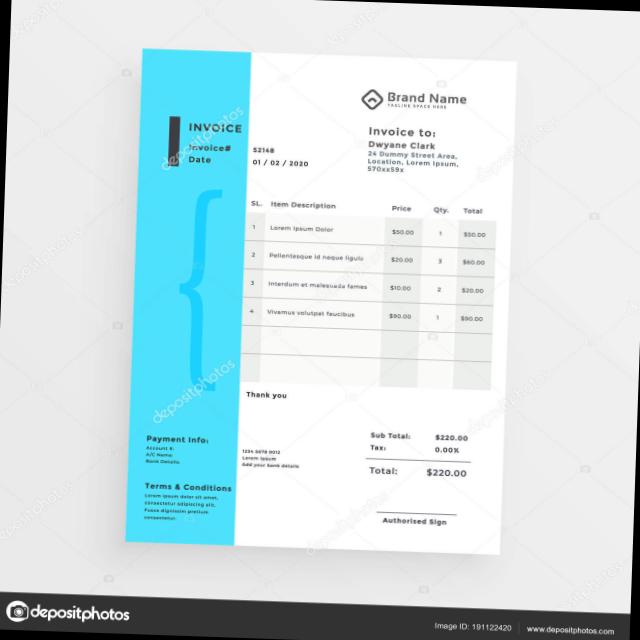 Brand Name
TAGLINE SPACE HERE
INVOICE
Invoice# 52148
Date 01 / 02 / 2020
Invoice to:
Dwyane Clark
24 Dummy Street Area,
Location, Lorem Ipsum,
570xx59x
SL. Item Description Price Qty. Total
1 Lorem Ipsum Dolor $50.00 1 $50.00
2 Pellentesque id neque ligula $20.00 3 $60.00
3 Interdum et malesuada fames $10.00 2 $20.00
4 Vivamus volutpat faucibus $90.00 1 $90.00
Thank you
Sub Total: $220.00
Tax: 0.00%
Total: $220.00
Payment Info:
Account #: 1234 5678 9012
A/C Name: Lorem Ipsum
Bank Details: Add your bank details
Terms & Conditions
Lorem ipsum dolor sit amet,
consectetur adipiscing elit.
Fusce dignissim pretium
consectetur.
Authorised Sign
depositphotos
depositphotos
depositphotos
depositphotos
Image ID: 191122420 www.depositphotos.com